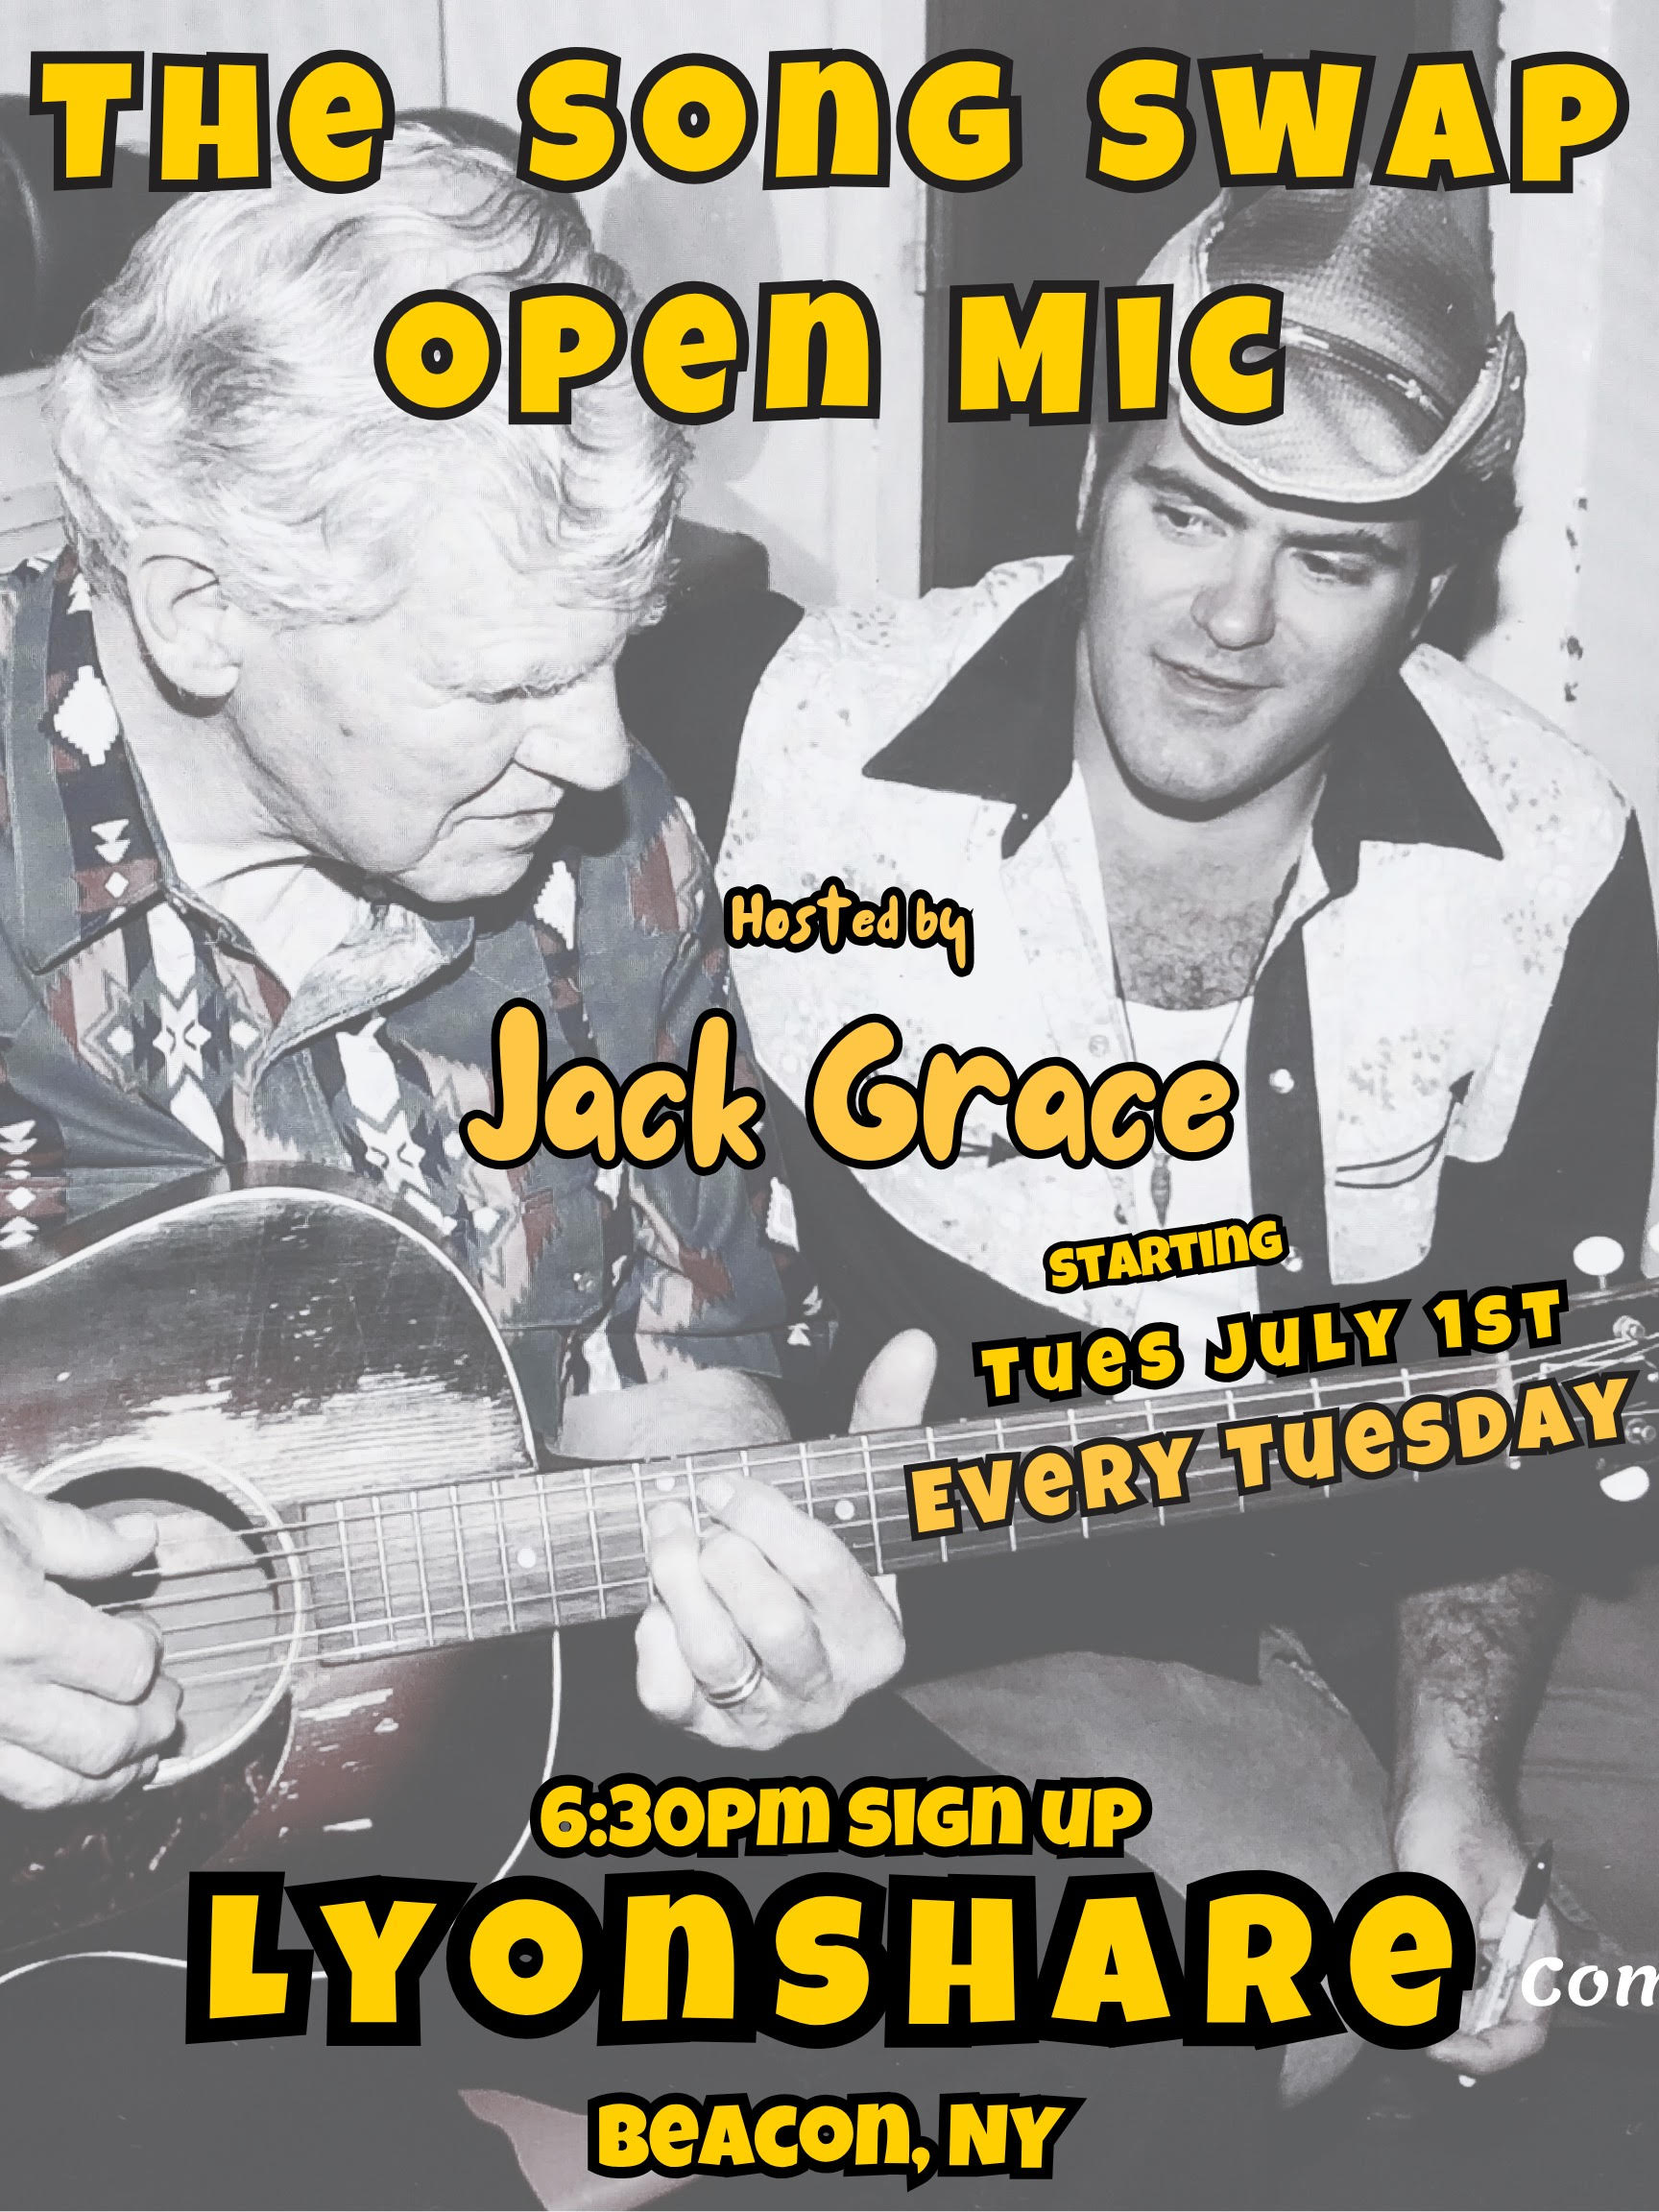 THE SONG SWAP
OPEN MIC
Hosted by
Jack Grace
STARTING
TUES JULY 1ST
EVERY TUESDAY
6:30PM SIGN UP
LYONSHARE
Com
BEACON, NY